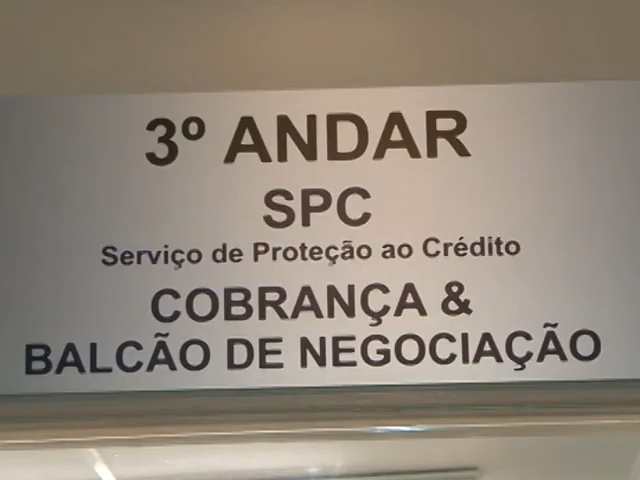 3º ANDAR
SPC
Serviço de Proteção ao Crédito
COBRANÇA &
BALCÃO DE NEGOCIAÇÃO